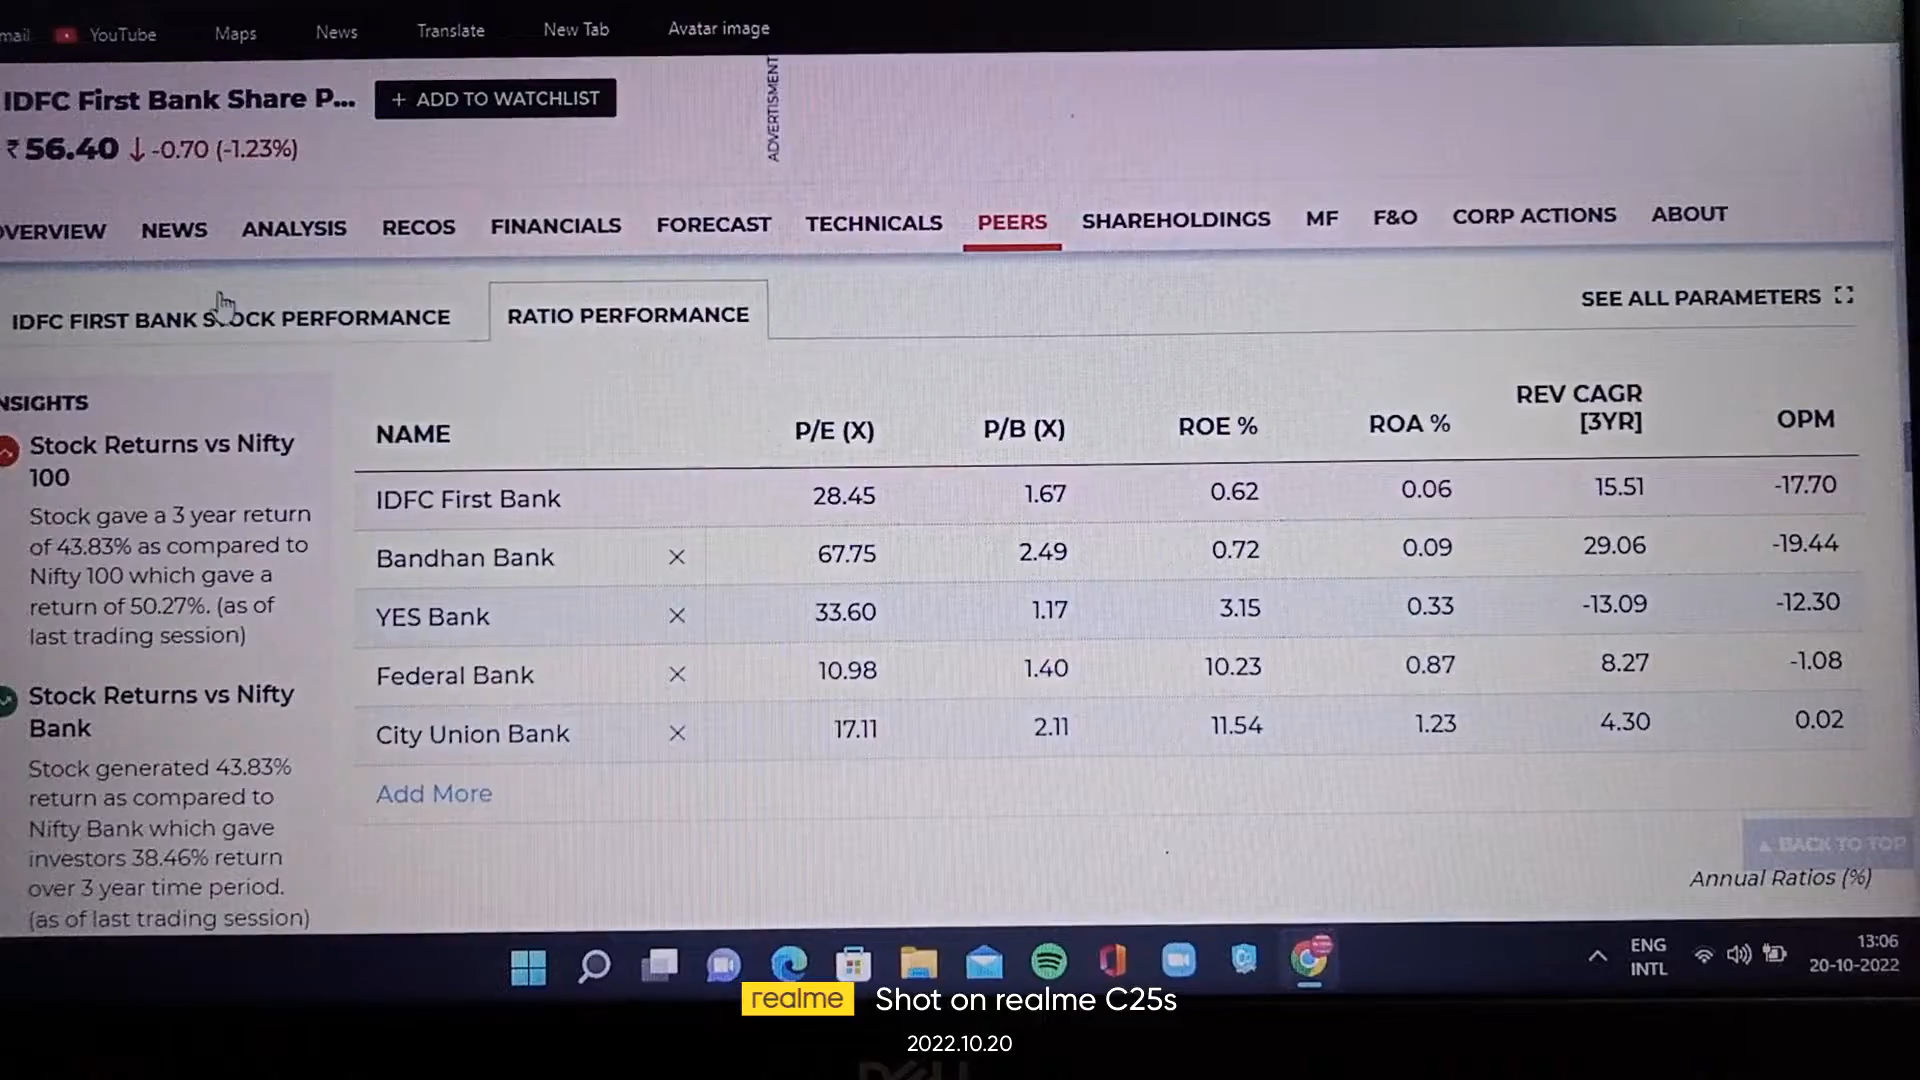 mail YouTube Maps News Translate New Tab Avatar image
IDFC First Bank Share P... + ADD TO WATCHLIST
ADVERTISMENT
₹56.40 ↓ -0.70 (-1.23%)
OVERVIEW NEWS ANALYSIS RECOS FINANCIALS FORECAST TECHNICALS PEERS SHAREHOLDINGS MF F&O CORP ACTIONS ABOUT
IDFC FIRST BANK STOCK PERFORMANCE RATIO PERFORMANCE SEE ALL PARAMETERS
NSIGHTS
Stock Returns vs Nifty
100
Stock gave a 3 year return
of 43.83% as compared to
Nifty 100 which gave a
return of 50.27%. (as of
last trading session)
Stock Returns vs Nifty
Bank
Stock generated 43.83%
return as compared to
Nifty Bank which gave
investors 38.46% return
over 3 year time period.
(as of last trading session)
NAME P/E (X) P/B (X) ROE % ROA % REV CAGR [3YR] OPM
IDFC First Bank 28.45 1.67 0.62 0.06 15.51 -17.70
Bandhan Bank × 67.75 2.49 0.72 0.09 29.06 -19.44
YES Bank × 33.60 1.17 3.15 0.33 -13.09 -12.30
Federal Bank × 10.98 1.40 10.23 0.87 8.27 -1.08
City Union Bank × 17.11 2.11 11.54 1.23 4.30 0.02
Add More
▲ BACK TO TOP
Annual Ratios (%)
ENG
INTL
13:06
20-10-2022
realme Shot on realme C25s
2022.10.20
DELL